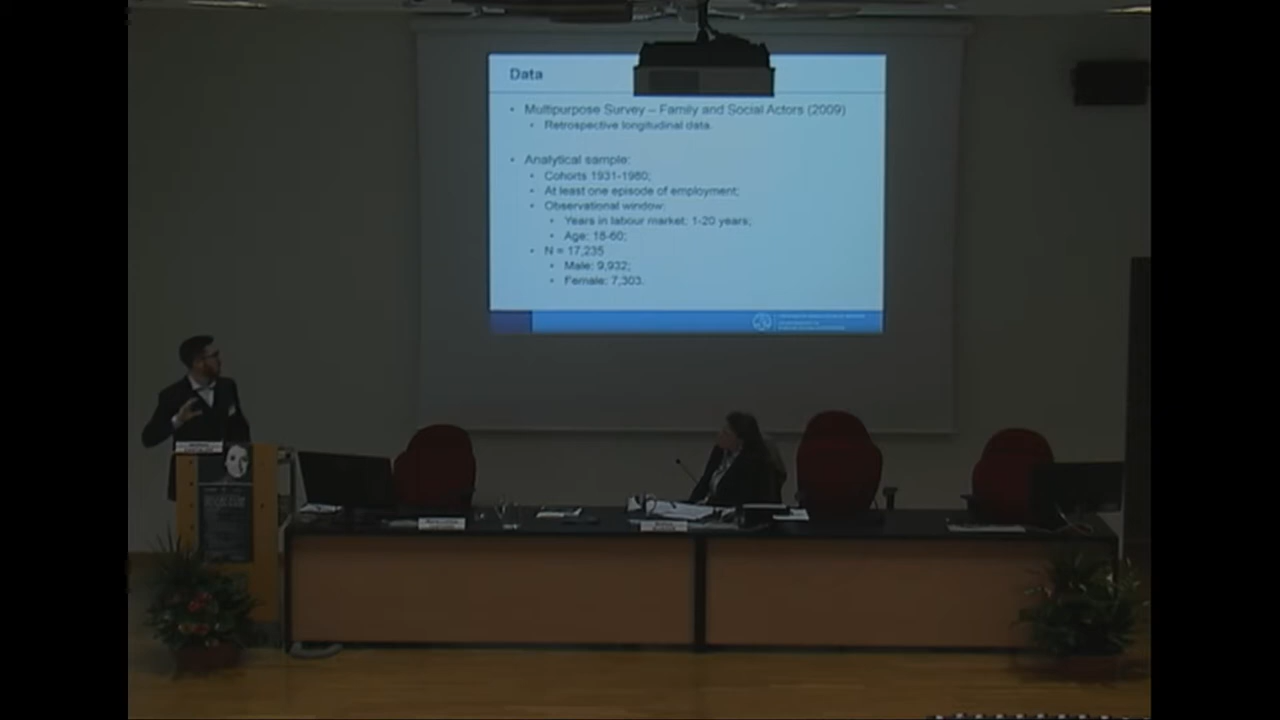 Data
• Multipurpose Survey – Family and Social Actors (2009)
• Retrospective longitudinal data.
• Analytical sample:
• Cohorts 1931-1980;
• At least one episode of employment;
• Observational window:
• Years in labour market: 1-20 years;
• Age: 18-60;
• N = 17,235
• Male: 9,932;
• Female: 7,303.